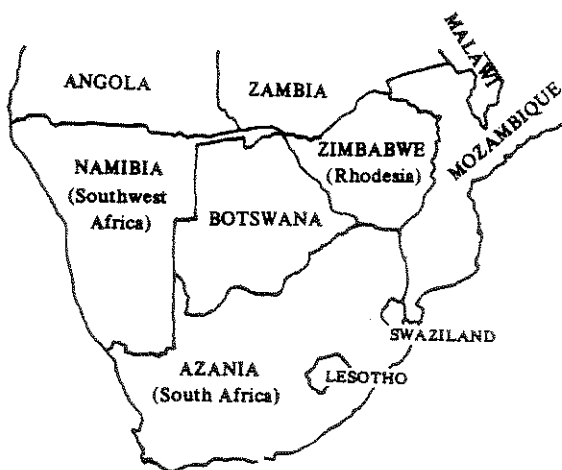 MALAWI
ANGOLA
ZAMBIA
MOZAMBIQUE
ZIMBABWE
(Rhodesia)
NAMIBIA
(Southwest
Africa)
BOTSWANA
SWAZILAND
AZANIA
(South Africa)
LESOTHO